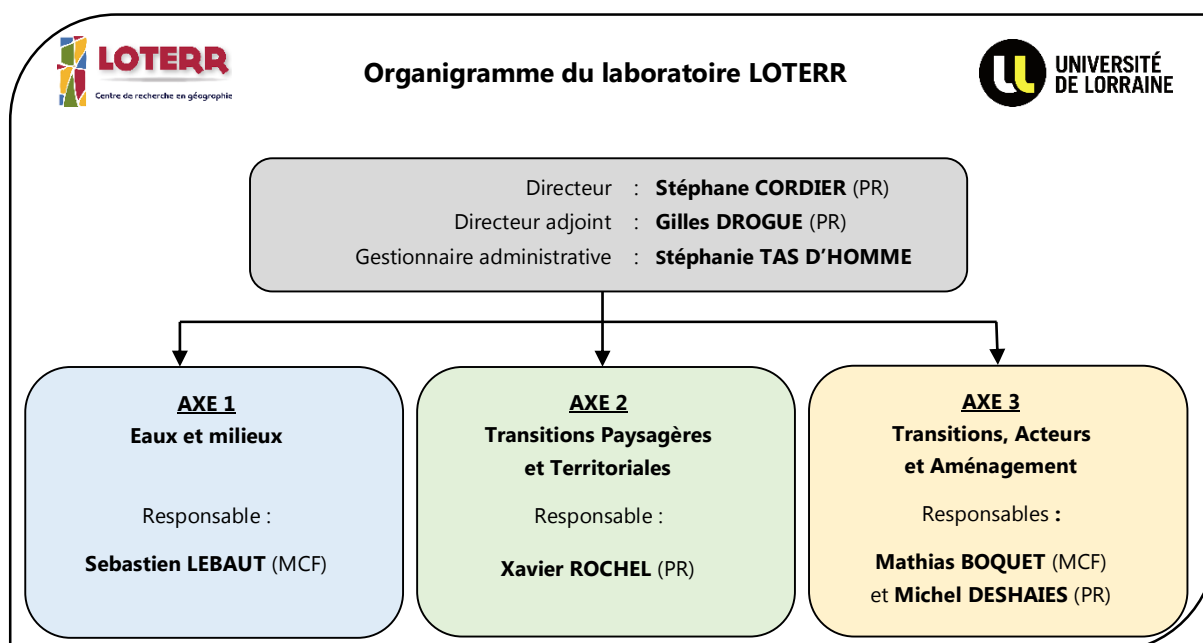 LOTERR
Centre de recherche en géographie
Organigramme du laboratoire LOTERR
UNIVERSITÉ
DE LORRAINE
Directeur : Stéphane CORDIER (PR)
Directeur adjoint : Gilles DROGUE (PR)
Gestionnaire administrative : Stéphanie TAS D’HOMME
AXE 1
Eaux et milieux
Responsable :
Sebastien LEBAUT (MCF)
AXE 2
Transitions Paysagères
et Territoriales
Responsable :
Xavier ROCHEL (PR)
AXE 3
Transitions, Acteurs
et Aménagement
Responsables :
Mathias BOQUET (MCF)
et Michel DESHAIES (PR)